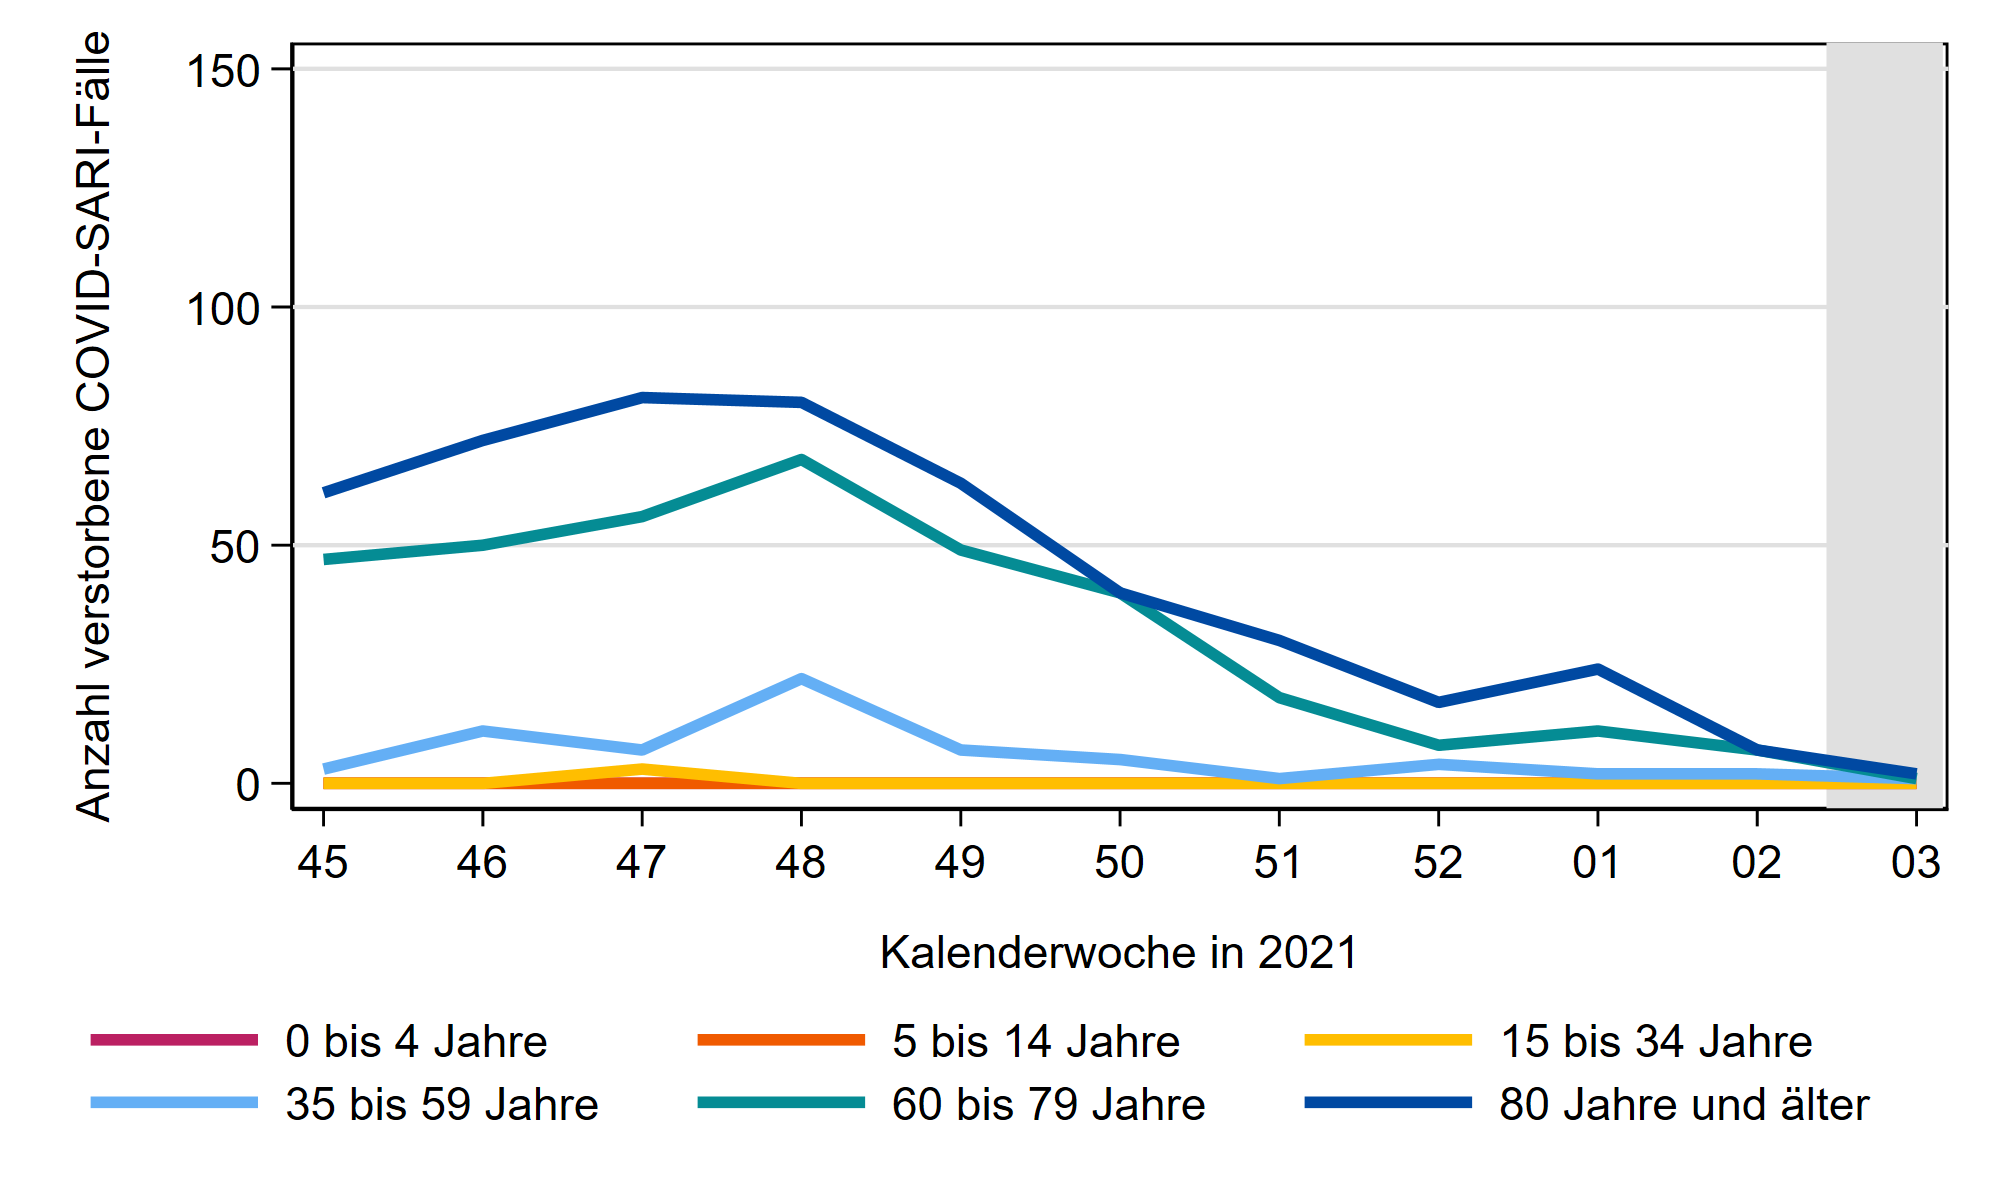 Anzahl verstorbene COVID-SARI-Fälle
150
100
50
0
45 46 47 48 49 50 51 52 01 02 03
Kalenderwoche in 2021
0 bis 4 Jahre 5 bis 14 Jahre 15 bis 34 Jahre
35 bis 59 Jahre 60 bis 79 Jahre 80 Jahre und älter